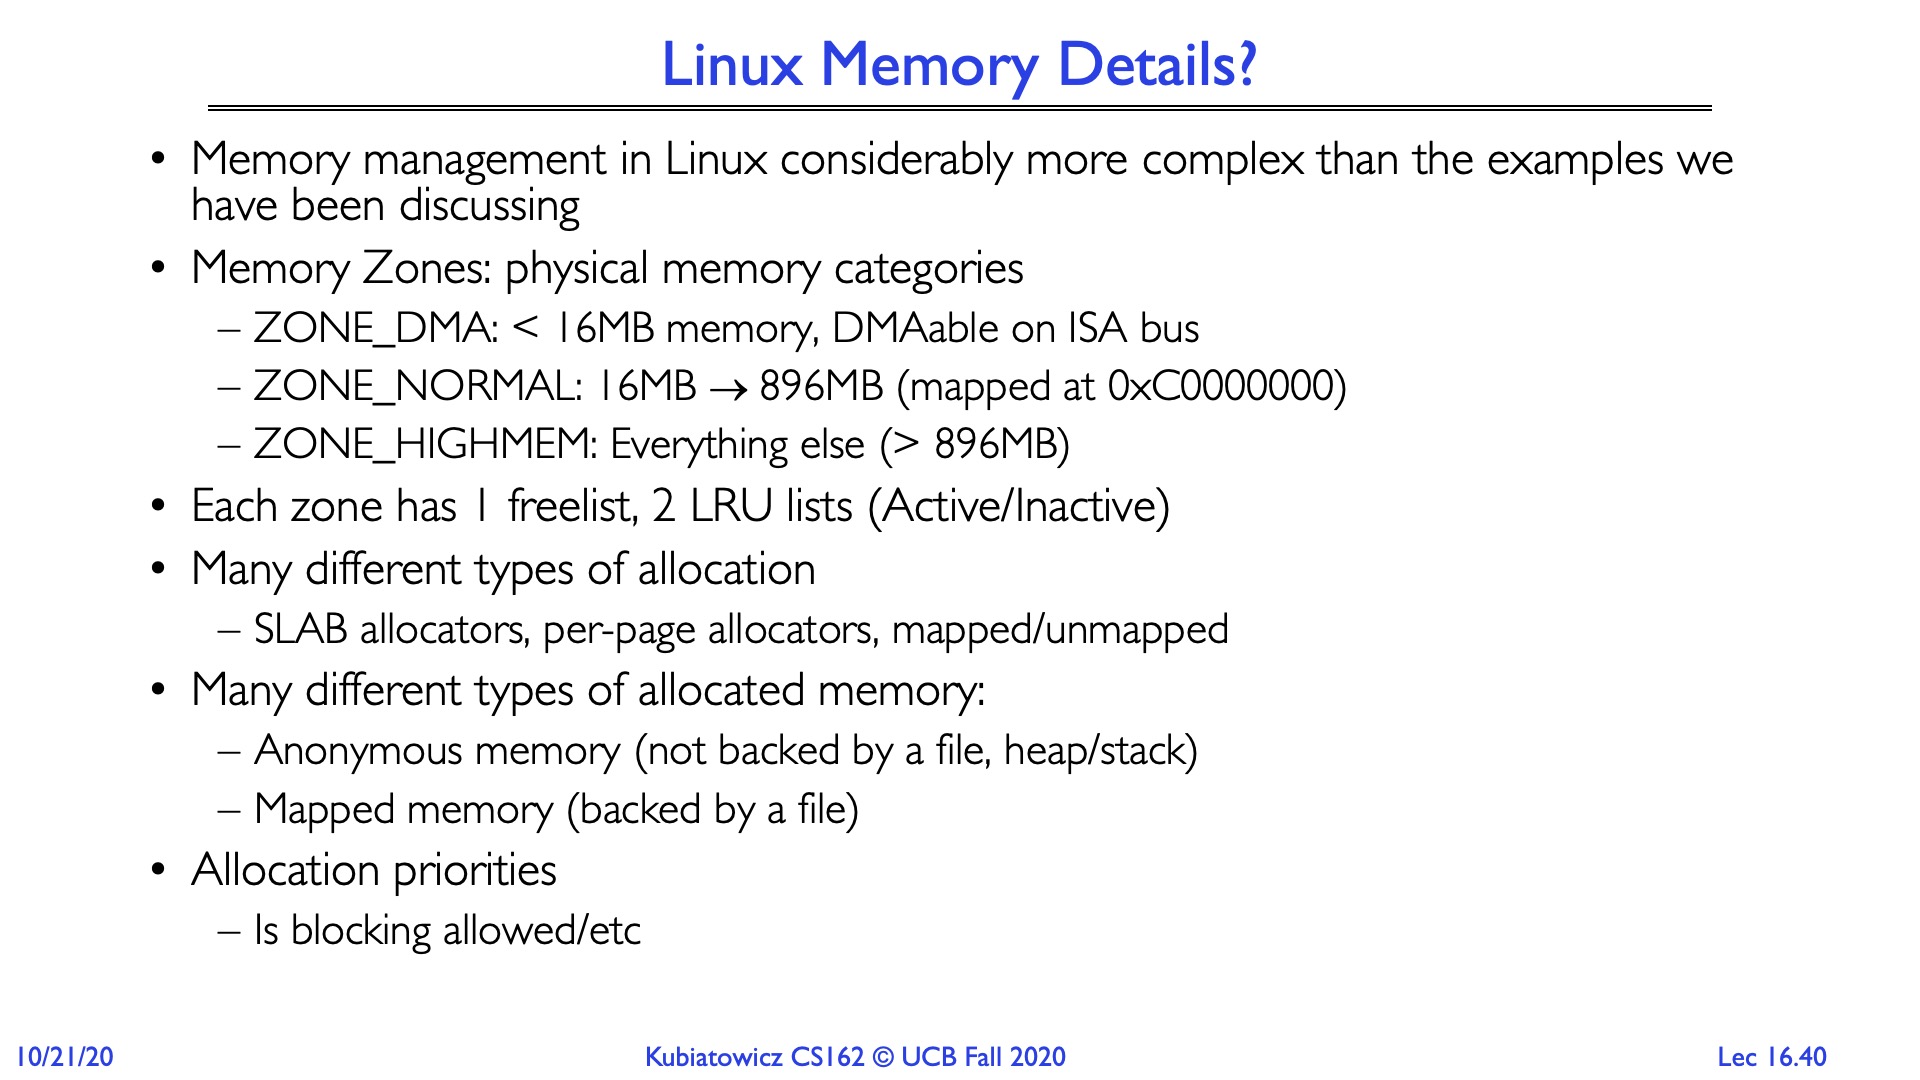 Linux Memory Details?
• Memory management in Linux considerably more complex than the examples we
have been discussing
• Memory Zones: physical memory categories
– ZONE_DMA: < 16MB memory, DMAable on ISA bus
– ZONE_NORMAL: 16MB → 896MB (mapped at 0xC0000000)
– ZONE_HIGHMEM: Everything else (> 896MB)
• Each zone has 1 freelist, 2 LRU lists (Active/Inactive)
• Many different types of allocation
– SLAB allocators, per-page allocators, mapped/unmapped
• Many different types of allocated memory:
– Anonymous memory (not backed by a file, heap/stack)
– Mapped memory (backed by a file)
• Allocation priorities
– Is blocking allowed/etc
10/21/20
Kubiatowicz CS162 © UCB Fall 2020
Lec 16.40